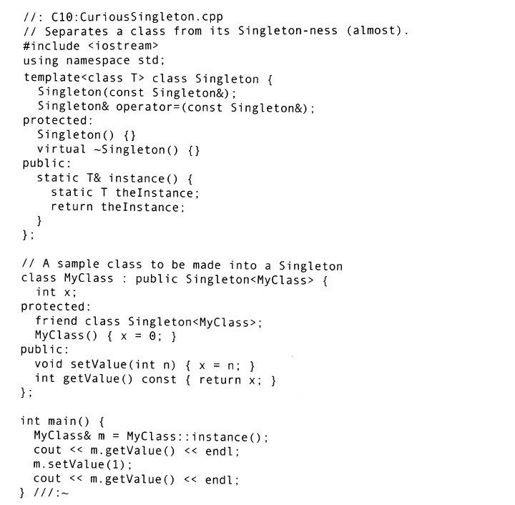 //: C10:CuriousSingleton.cpp
// Separates a class from its Singleton-ness (almost).
#include <iostream>
using namespace std;
template<class T> class Singleton {
  Singleton(const Singleton&);
  Singleton& operator=(const Singleton&);
protected:
  Singleton() {}
  virtual ~Singleton() {}
public:
  static T& instance() {
    static T theInstance;
    return theInstance;
  }
};

// A sample class to be made into a Singleton
class MyClass : public Singleton<MyClass> {
  int x;
protected:
  friend class Singleton<MyClass>;
  MyClass() { x = 0; }
public:
  void setValue(int n) { x = n; }
  int getValue() const { return x; }
};

int main() {
  MyClass& m = MyClass::instance();
  cout << m.getValue() << endl;
  m.setValue(1);
  cout << m.getValue() << endl;
} ///:~